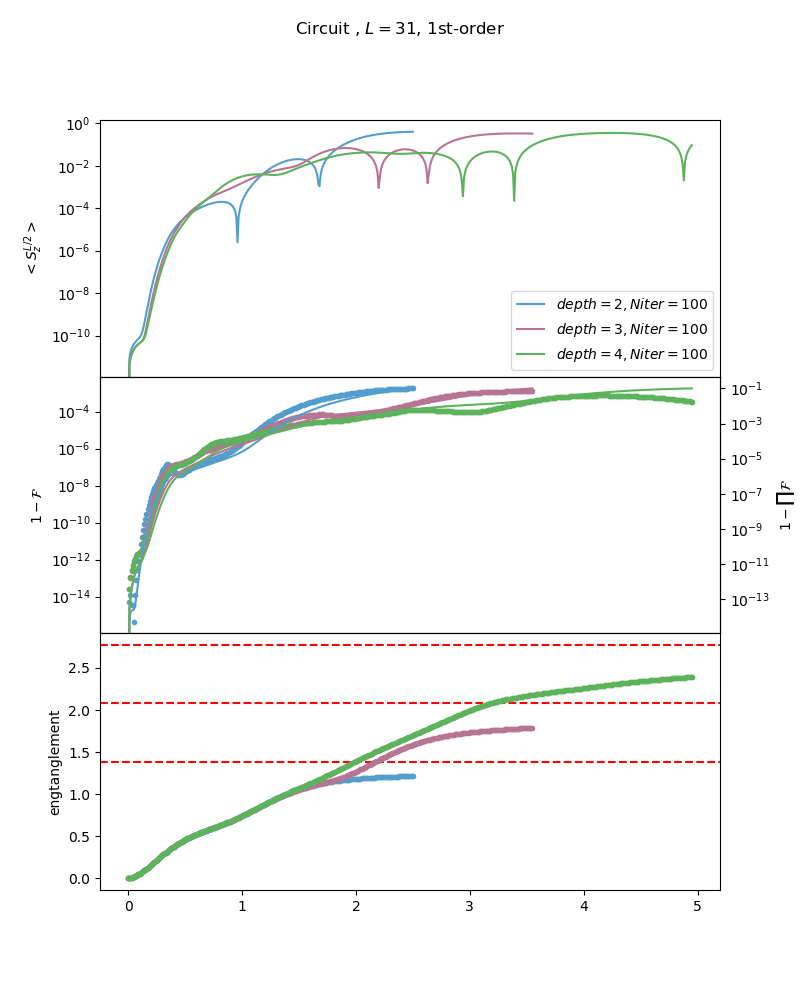 Circuit , L = 31, 1st-order
10^0
10^-2
10^-4
10^-6
10^-8
10^-10
< S_z^{L/2} >
depth = 2, Niter = 100
depth = 3, Niter = 100
depth = 4, Niter = 100
10^-4
10^-6
10^-8
10^-10
10^-12
10^-14
1 − F
10^-1
10^-3
10^-5
10^-7
10^-9
10^-11
10^-13
1 − ∏ F
2.5
2.0
1.5
1.0
0.5
0.0
engtanglement
0 1 2 3 4 5